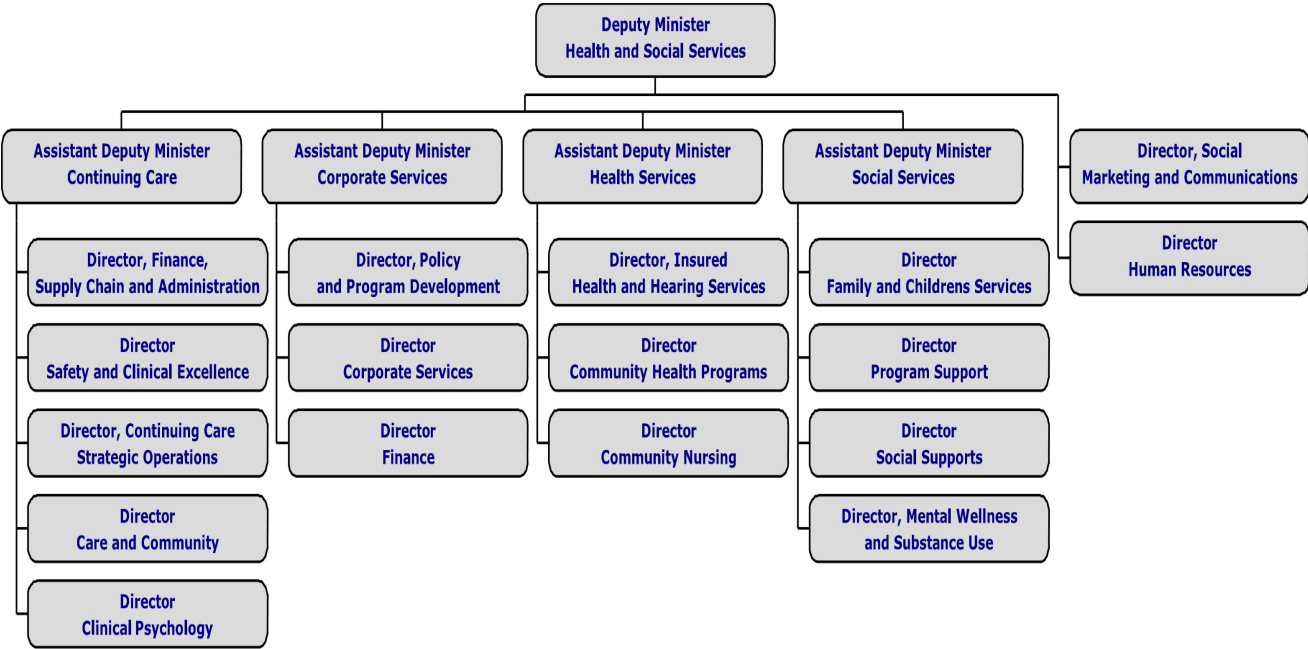 Deputy Minister
Health and Social Services
Assistant Deputy Minister
Continuing Care
Director, Finance,
Supply Chain and Administration
Director
Safety and Clinical Excellence
Director, Continuing Care
Strategic Operations
Director
Care and Community
Director
Clinical Psychology
Assistant Deputy Minister
Corporate Services
Director, Policy
and Program Development
Director
Corporate Services
Director
Finance
Assistant Deputy Minister
Health Services
Director, Insured
Health and Hearing Services
Director
Community Health Programs
Director
Community Nursing
Assistant Deputy Minister
Social Services
Director
Family and Childrens Services
Director
Program Support
Director
Social Supports
Director, Mental Wellness
and Substance Use
Director, Social
Marketing and Communications
Director
Human Resources